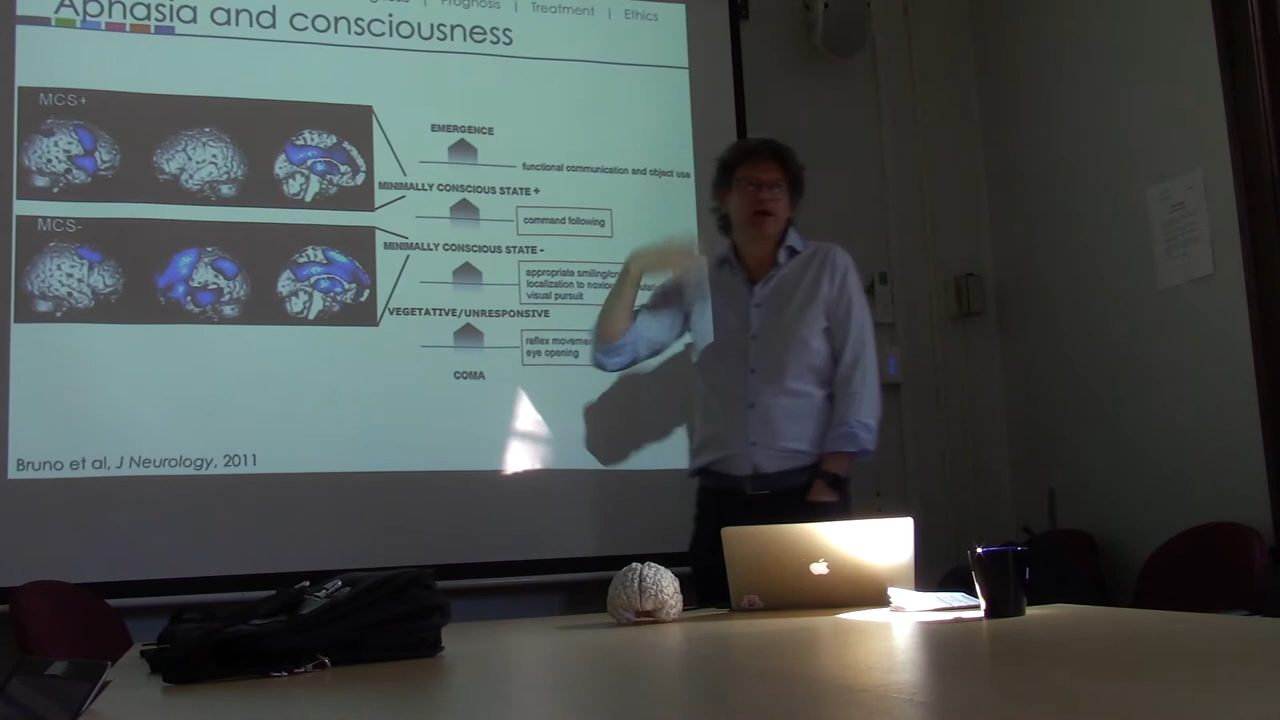 Prognosis | Treatment | Ethics
Aphasia and consciousness
MCS+
EMERGENCE
functional communication and object use
MINIMALLY CONSCIOUS STATE +
command following
MCS-
MINIMALLY CONSCIOUS STATE -
appropriate smiling/
localization to
visual pursuit
VEGETATIVE/UNRESPONSIVE
reflex
eye opening
COMA
Bruno et al, J Neurology, 2011